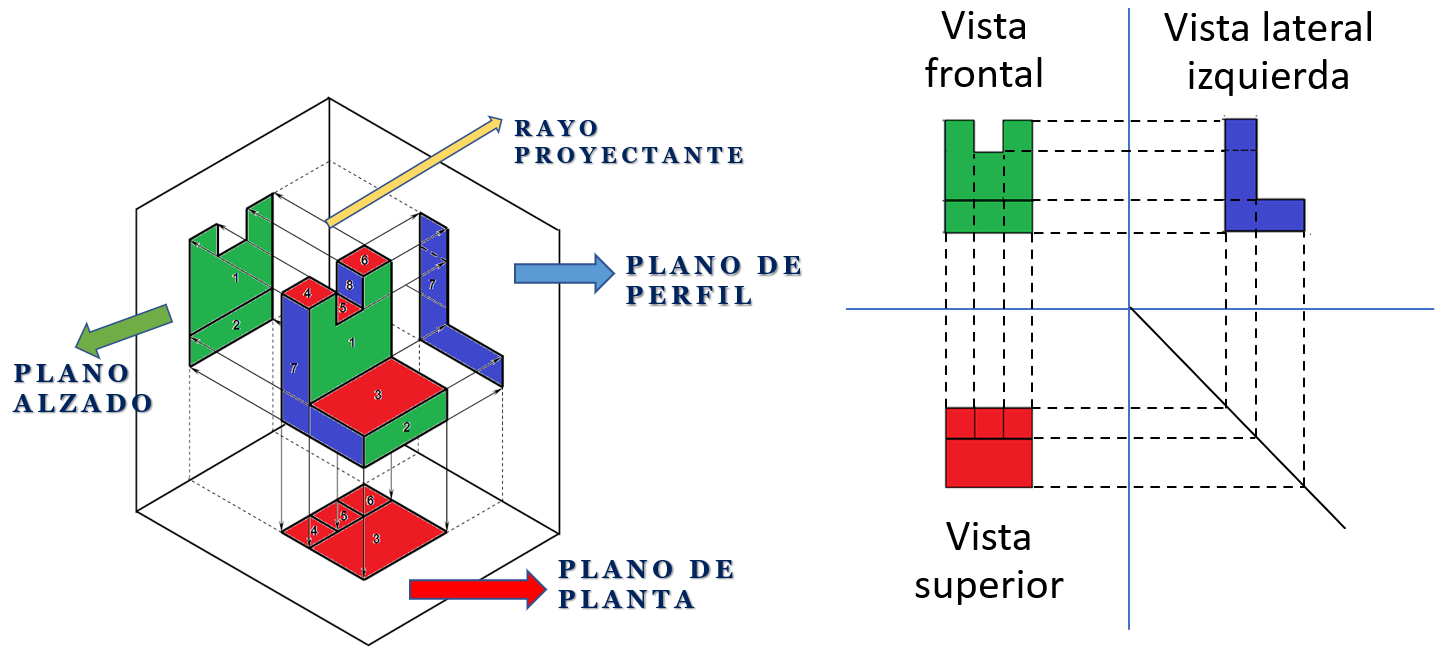 Vista
frontal
Vista lateral
izquierda
RAYO
PROYECTANTE
PLANO DE
PERFIL
PLANO
ALZADO
1
2
6
8
4
5
1
7
3
2
7
6
5
4
3
PLANO DE
PLANTA
Vista
superior